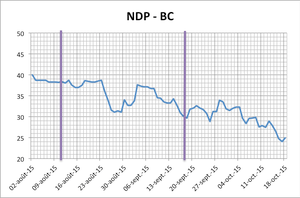 NDP - BC
50
45
40
35
30
25
20
02-août-15
09-août-15
16-août-15
23-août-15
30-août-15
06-sept.-15
13-sept.-15
20-sept.-15
27-sept.-15
04-oct.-15
11-oct.-15
18-oct.-15